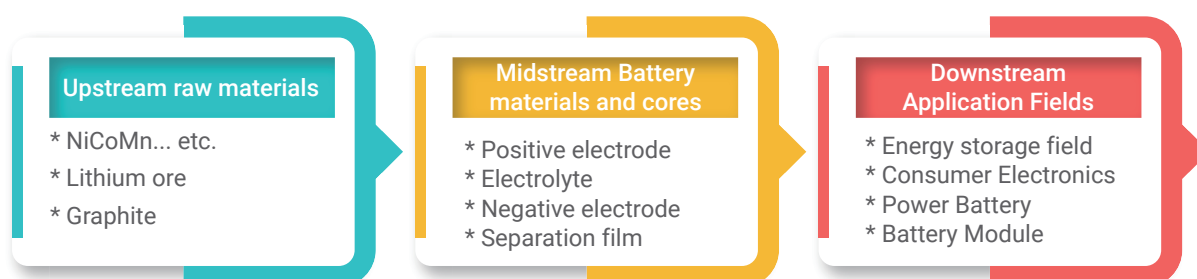 Upstream raw materials
* NiCoMn... etc.
* Lithium ore
* Graphite
Midstream Battery
materials and cores
* Positive electrode
* Electrolyte
* Negative electrode
* Separation film
Downstream
Application Fields
* Energy storage field
* Consumer Electronics
* Power Battery
* Battery Module